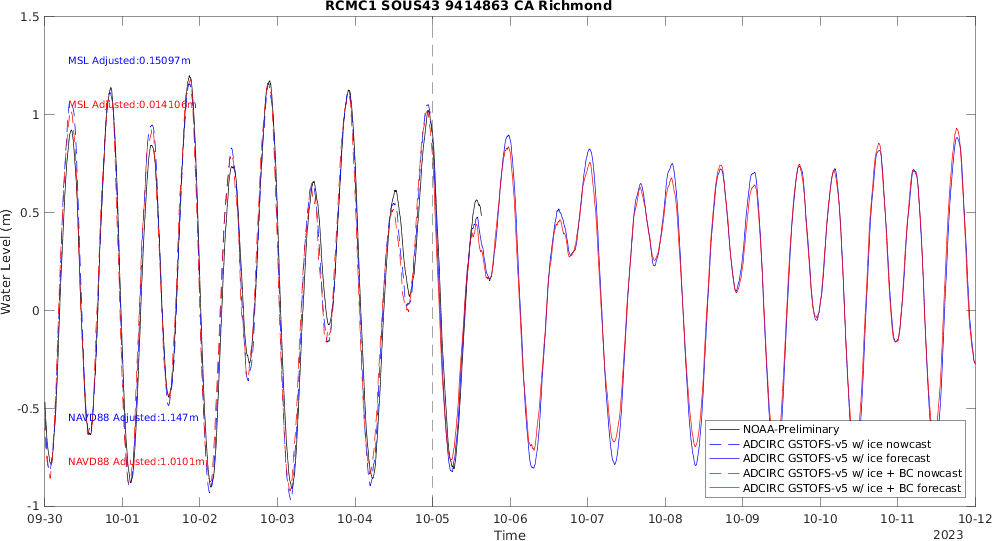 RCMC1 SOUS43 9414863 CA Richmond
1.5
MSL Adjusted:0.15097m
MSL Adjusted:0.014106m
1
0.5
Water Level (m)
0
-0.5
NAVD88 Adjusted:1.147m
NAVD88 Adjusted:1.0101m
-1
NOAA-Preliminary
ADCIRC GSTOFS-v5 w/ ice nowcast
ADCIRC GSTOFS-v5 w/ ice forecast
ADCIRC GSTOFS-v5 w/ ice + BC nowcast
ADCIRC GSTOFS-v5 w/ ice + BC forecast
09-30 10-01 10-02 10-03 10-04 10-05 10-06 10-07 10-08 10-09 10-10 10-11 10-12
Time
2023